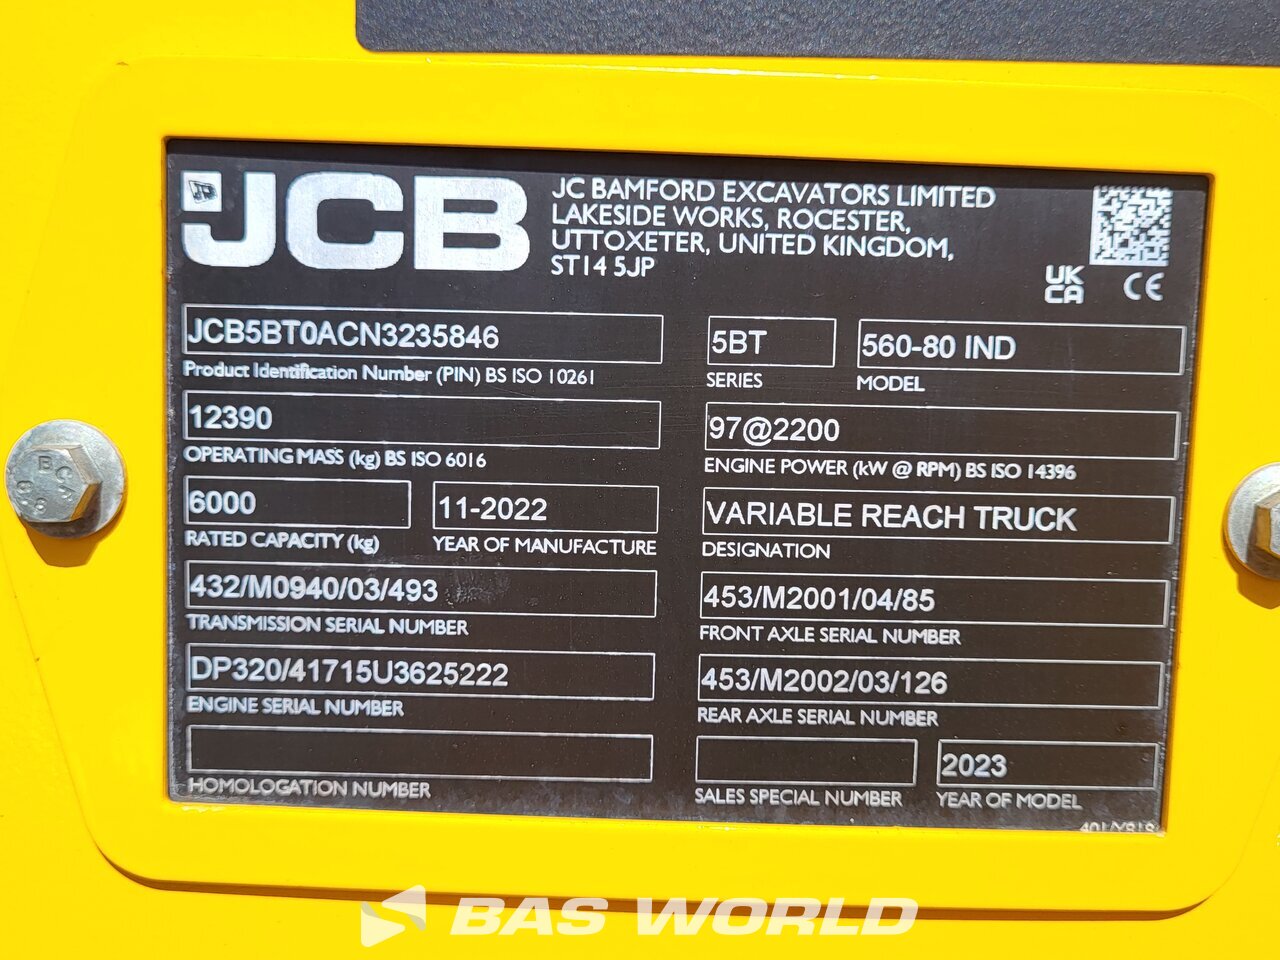 JCB
JC BAMFORD EXCAVATORS LIMITED
LAKESIDE WORKS, ROCESTER,
UTTOXETER, UNITED KINGDOM,
ST14 5JP
UK
CA
CE
JCB5BT0ACN3235846
Product Identification Number (PIN) BS ISO 10261
5BT
SERIES
560-80 IND
MODEL
12390
OPERATING MASS (kg) BS ISO 6016
97@2200
ENGINE POWER (kW @ RPM) BS ISO 14396
6000
RATED CAPACITY (kg)
11-2022
YEAR OF MANUFACTURE
VARIABLE REACH TRUCK
DESIGNATION
432/M0940/03/493
TRANSMISSION SERIAL NUMBER
453/M2001/04/85
FRONT AXLE SERIAL NUMBER
DP320/41715U3625222
ENGINE SERIAL NUMBER
453/M2002/03/126
REAR AXLE SERIAL NUMBER
HOMOLOGATION NUMBER
SALES SPECIAL NUMBER
2023
YEAR OF MODEL
BAS WORLD